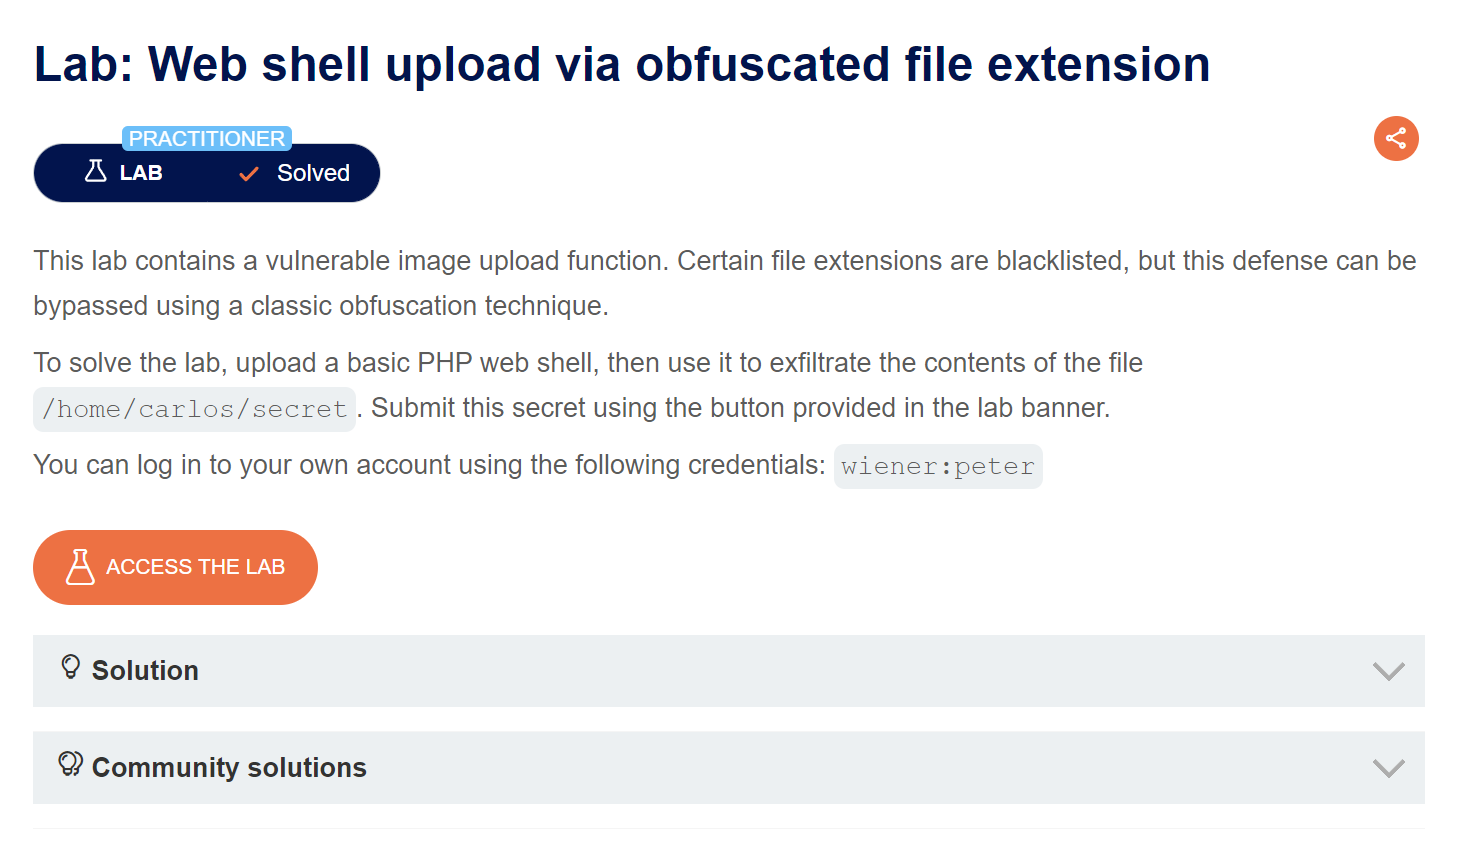 Lab: Web shell upload via obfuscated file extension
PRACTITIONER
LAB Solved
This lab contains a vulnerable image upload function. Certain file extensions are blacklisted, but this defense can be
bypassed using a classic obfuscation technique.
To solve the lab, upload a basic PHP web shell, then use it to exfiltrate the contents of the file
/home/carlos/secret . Submit this secret using the button provided in the lab banner.
You can log in to your own account using the following credentials: wiener:peter
ACCESS THE LAB
Solution
Community solutions